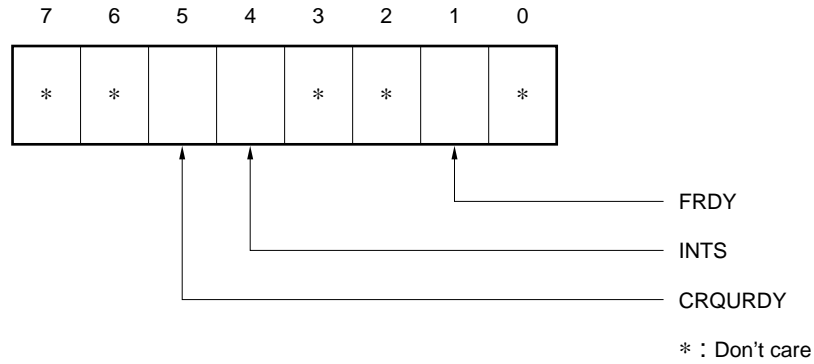 7 6 5 4 3 2 1 0
* * * * *
FRDY
INTS
CRQURDY
* : Don't care